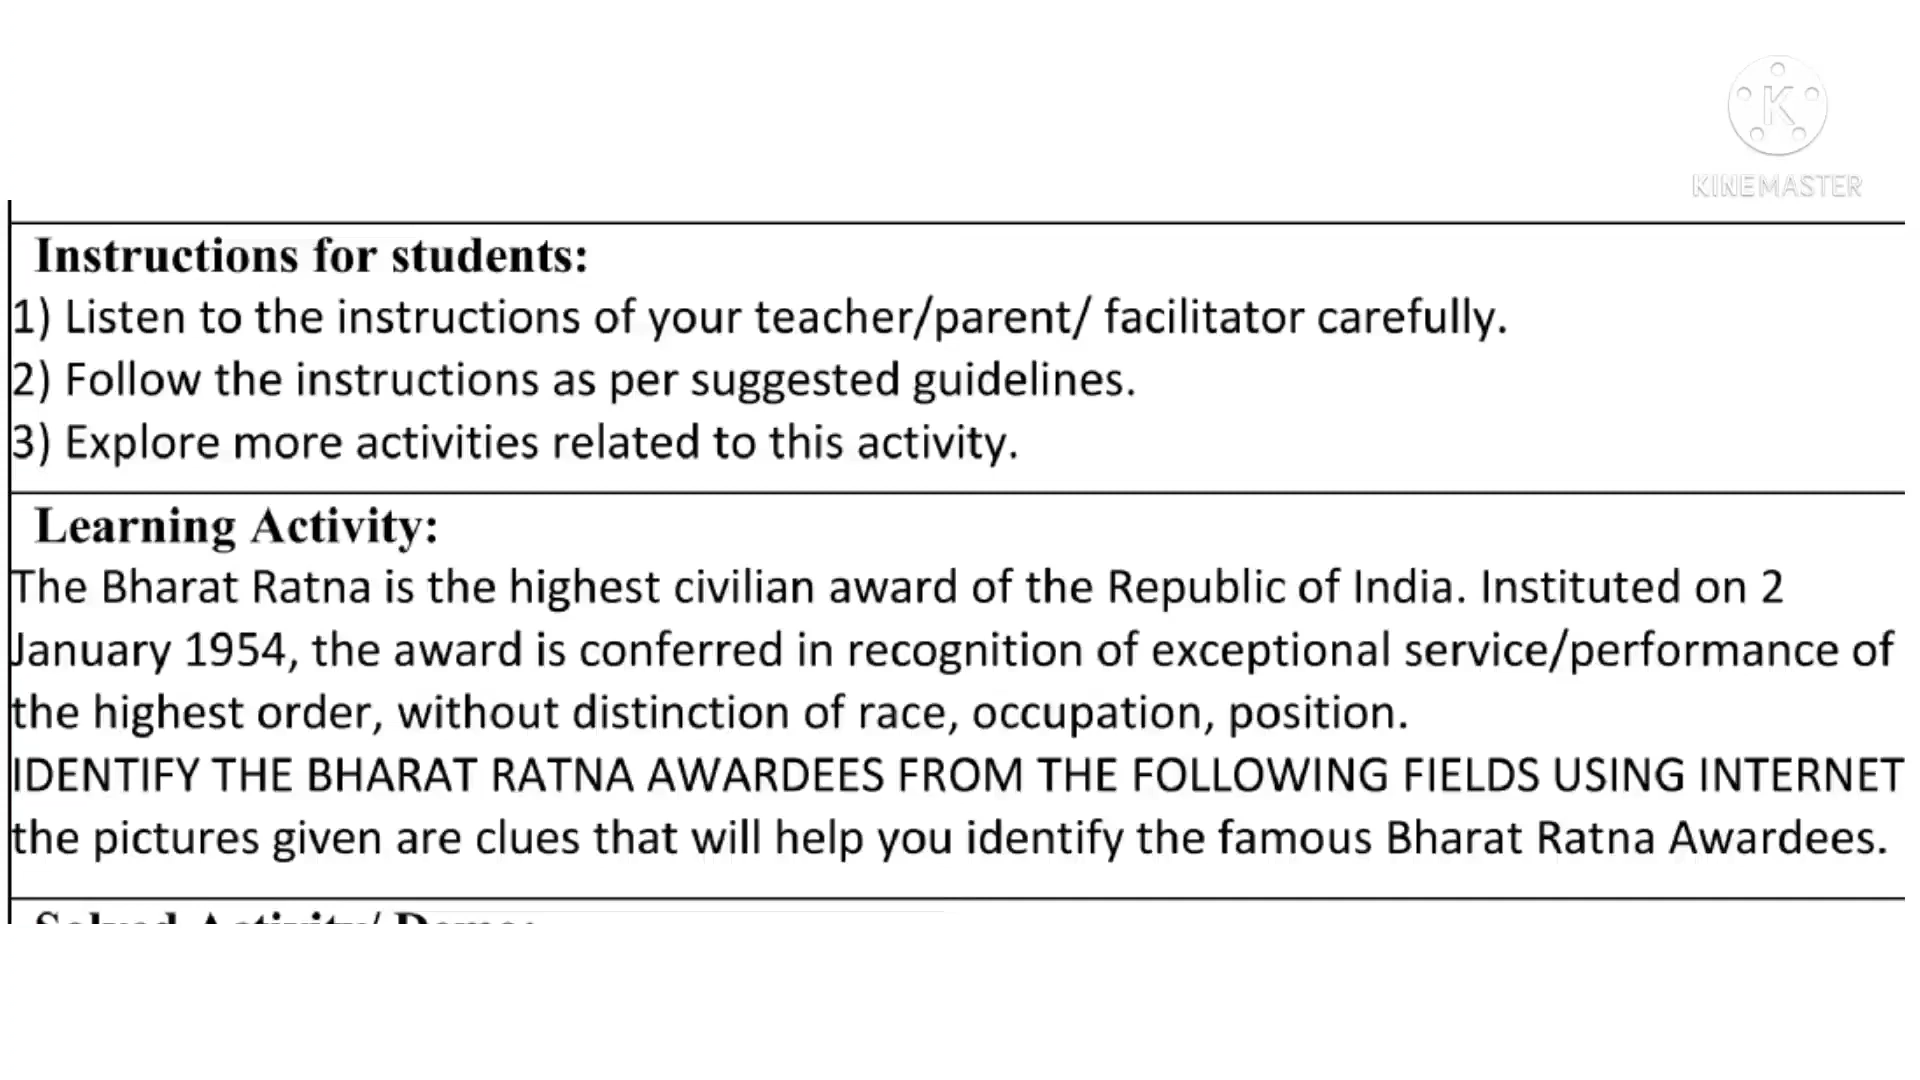 KINEMASTER
Instructions for students:
1) Listen to the instructions of your teacher/parent/ facilitator carefully.
2) Follow the instructions as per suggested guidelines.
3) Explore more activities related to this activity.
Learning Activity:
The Bharat Ratna is the highest civilian award of the Republic of India. Instituted on 2
January 1954, the award is conferred in recognition of exceptional service/performance of
the highest order, without distinction of race, occupation, position.
IDENTIFY THE BHARAT RATNA AWARDEES FROM THE FOLLOWING FIELDS USING INTERNET
the pictures given are clues that will help you identify the famous Bharat Ratna Awardees.